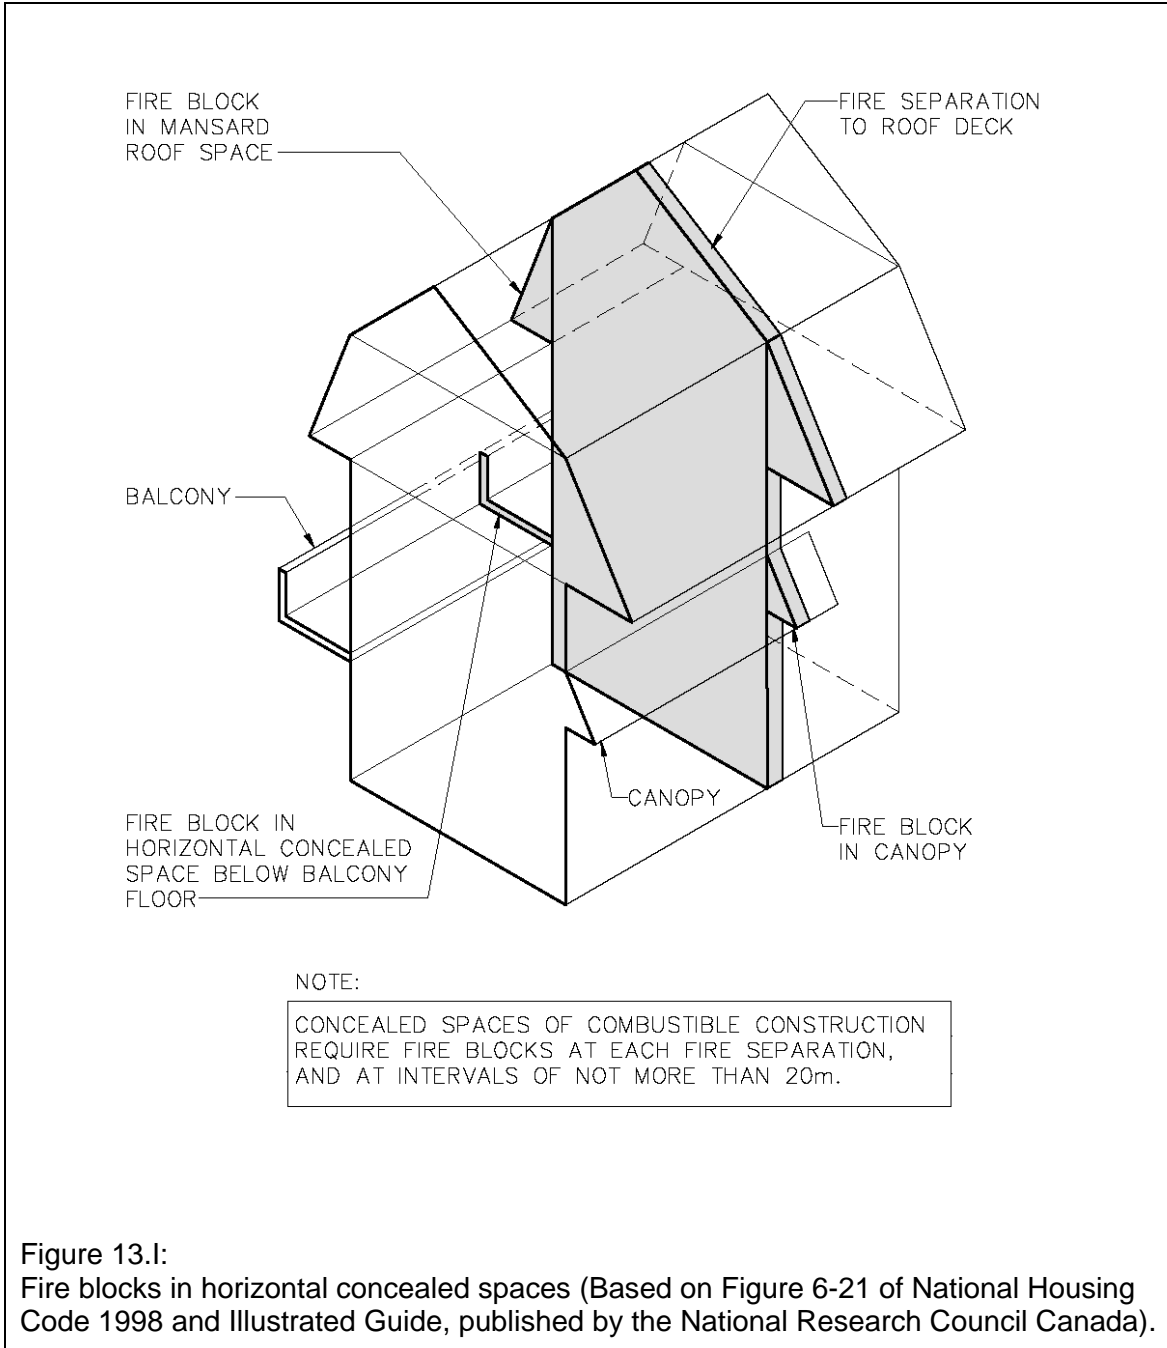 FIRE BLOCK
IN MANSARD
ROOF SPACE
FIRE SEPARATION
TO ROOF DECK
BALCONY
CANOPY
FIRE BLOCK IN
HORIZONTAL CONCEALED
SPACE BELOW BALCONY
FLOOR
FIRE BLOCK
IN CANOPY
NOTE:
CONCEALED SPACES OF COMBUSTIBLE CONSTRUCTION
REQUIRE FIRE BLOCKS AT EACH FIRE SEPARATION,
AND AT INTERVALS OF NOT MORE THAN 20m.
Figure 13.I:
Fire blocks in horizontal concealed spaces (Based on Figure 6-21 of National Housing
Code 1998 and Illustrated Guide, published by the National Research Council Canada).